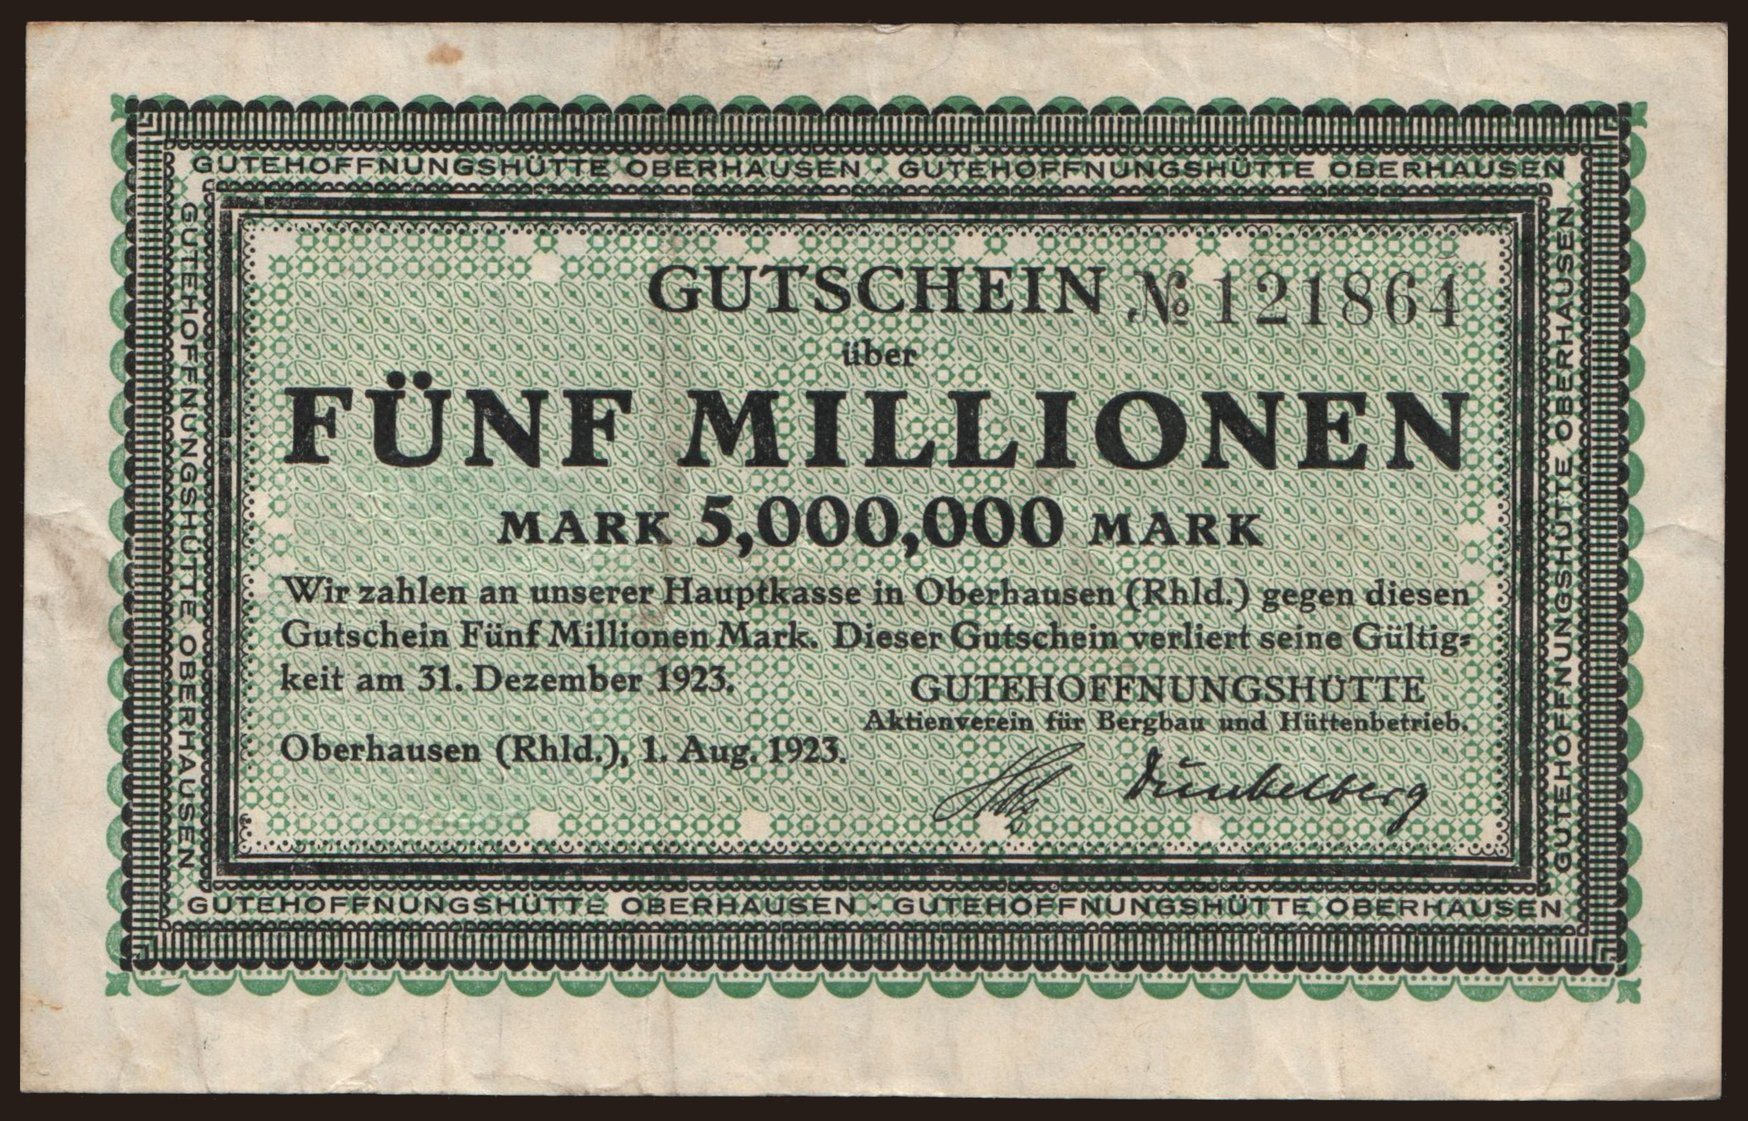 GUTEHOFFNUNGSHÜTTE OBERHAUSEN · GUTEHOFFNUNGSHÜTTE OBERHAUSEN
GUTEHOFFNUNGSHÜTTE OBERHAUSEN
GUTEHOFFNUNGSHÜTTE OBERHAUSEN
GUTSCHEIN № 121864
über
FÜNF MILLIONEN
MARK 5,000,000 MARK
Wir zahlen an unserer Hauptkasse in Oberhausen (Rhld.) gegen diesen
Gutschein Fünf Millionen Mark. Dieser Gutschein verliert seine Gültig-
keit am 31. Dezember 1923.
GUTEHOFFNUNGSHÜTTE
Aktienverein für Bergbau und Hüttenbetrieb.
Oberhausen (Rhld.), 1. Aug. 1923.
Dünkelberg
GUTEHOFFNUNGSHÜTTE OBERHAUSEN · GUTEHOFFNUNGSHÜTTE OBERHAUSEN